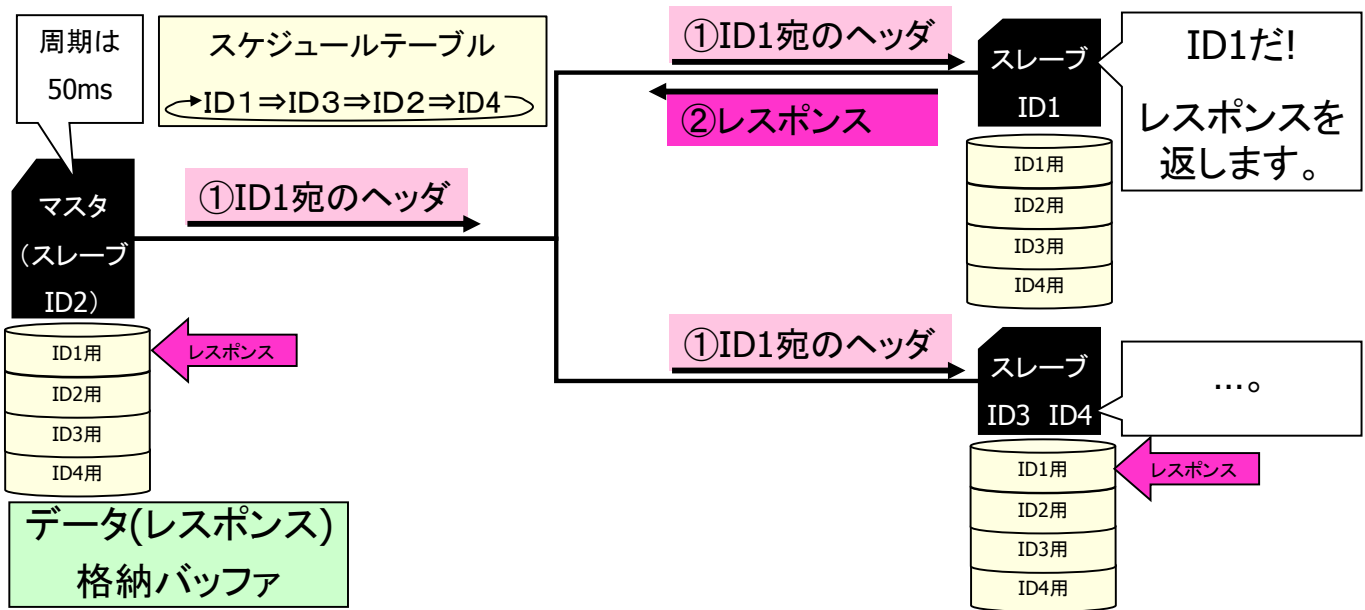 周期は
50ms
スケジュールテーブル
ID1⇒ID3⇒ID2⇒ID4
①ID1宛のヘッダ
②レスポンス
スレーブ
ID1
ID1だ!
レスポンスを
返します。
ID1用
ID2用
ID3用
ID4用
マスタ
(スレーブ
ID2)
①ID1宛のヘッダ
ID1用
ID2用
ID3用
ID4用
レスポンス
データ(レスポンス)
格納バッファ
①ID1宛のヘッダ
スレーブ
ID3 ID4
…。
ID1用
ID2用
ID3用
ID4用
レスポンス